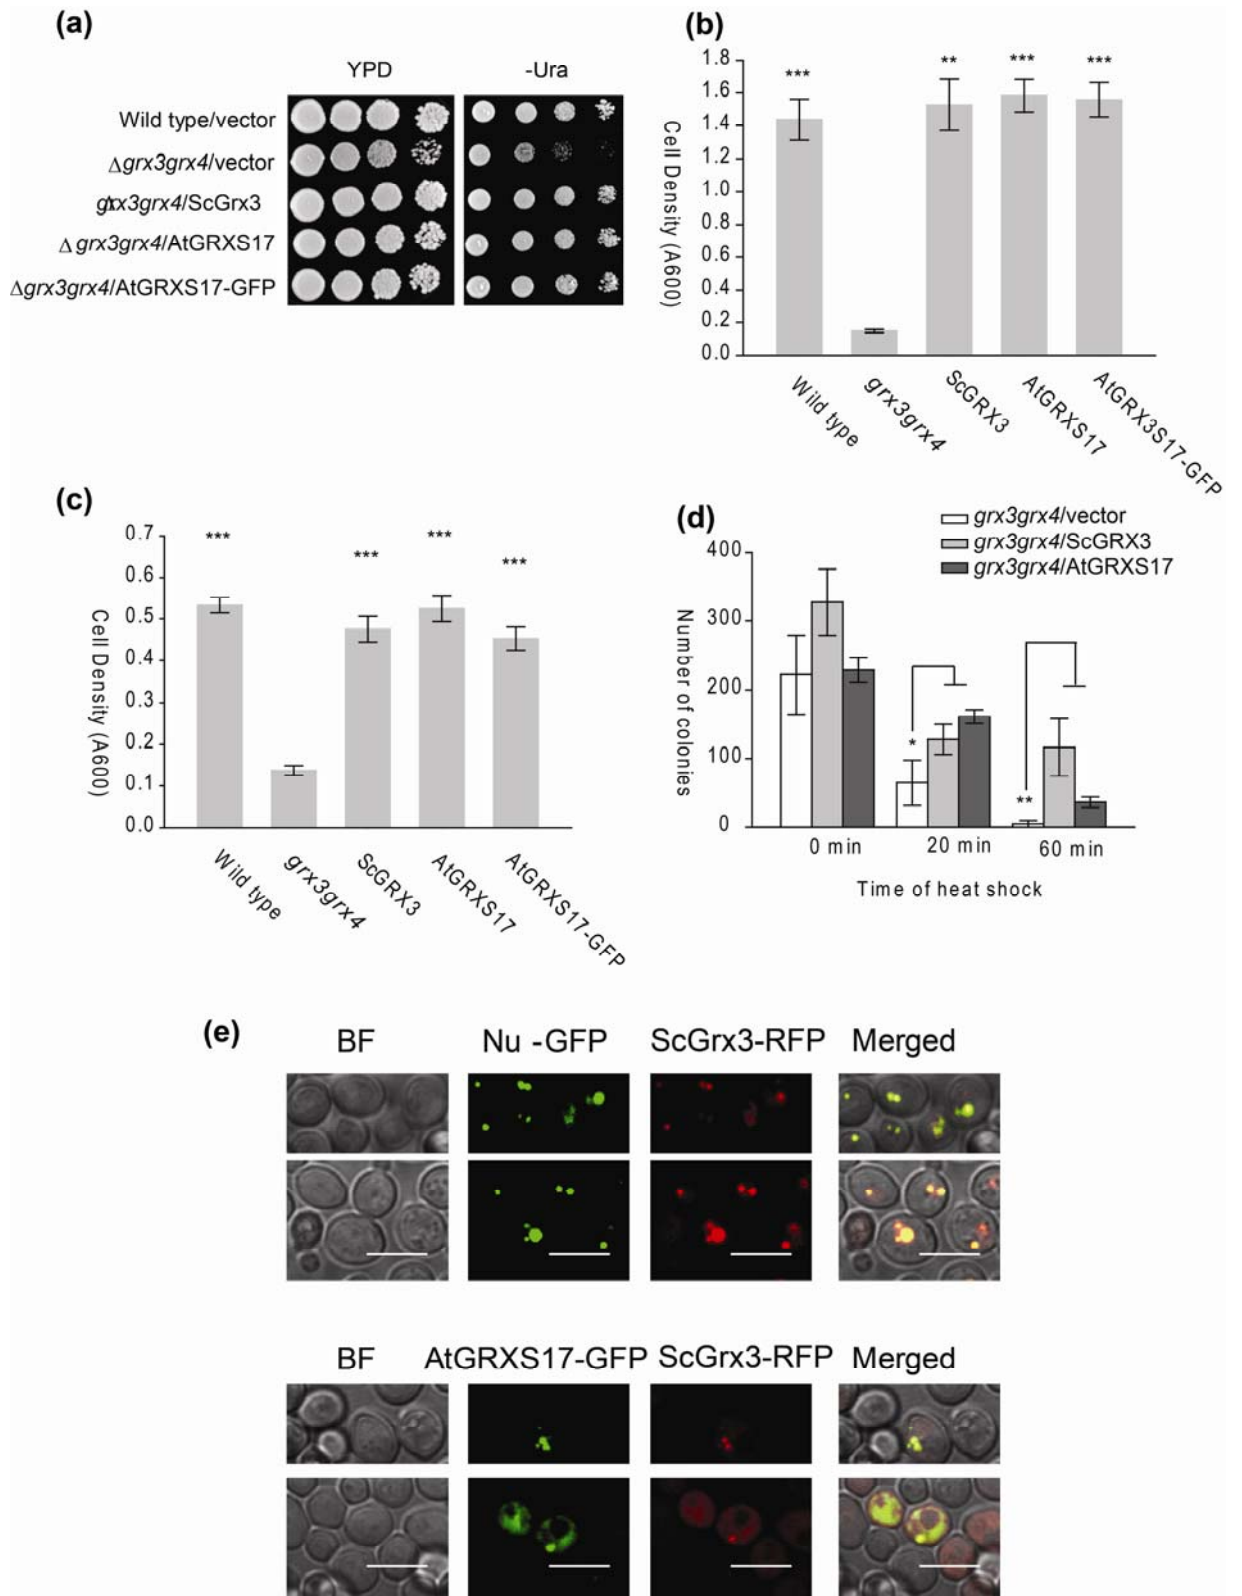 (a)
YPD
-Ura
Wild type/vector
Δgrx3grx4/vector
grx3grx4/ScGrx3
Δ grx3grx4/AtGRXS17
Δgrx3grx4/AtGRXS17-GFP
(b)
Cell Density (A600)
1.8
1.6
1.4
1.2
1.0
0.8
0.6
0.4
0.2
0.0
***
**
***
***
Wild type
grx3grx4
ScGRX3
AtGRXS17
AtGRX3S17-GFP
(c)
Cell Density (A600)
0.7
0.6
0.5
0.4
0.3
0.2
0.1
0.0
***
***
***
***
Wild type
grx3grx4
ScGRX3
AtGRXS17
AtGRXS17-GFP
(d)
grx3grx4/vector
grx3grx4/ScGRX3
grx3grx4/AtGRXS17
Number of colonies
400
300
200
100
0
*
**
0 min
20 min
60 min
Time of heat shock
(e)
BF
Nu -GFP
ScGrx3-RFP
Merged
BF
AtGRXS17-GFP
ScGrx3-RFP
Merged